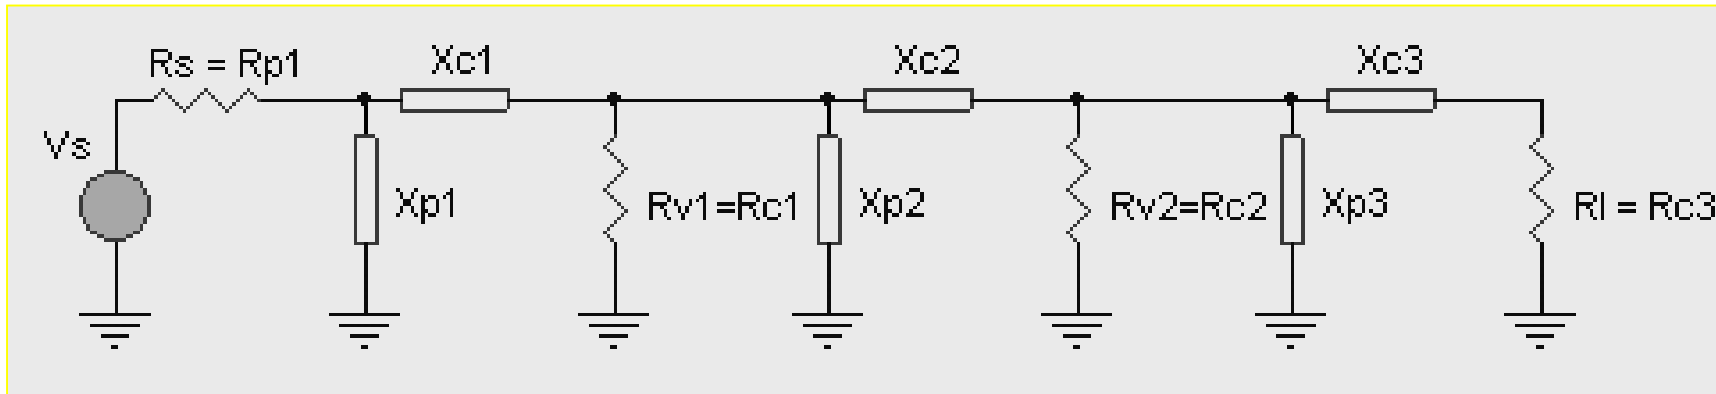 Rs = Rp1
Xc1
Xc2
Xc3
Vs
Xp1
Rv1=Rc1
Xp2
Rv2=Rc2
Xp3
Rl = Rc3